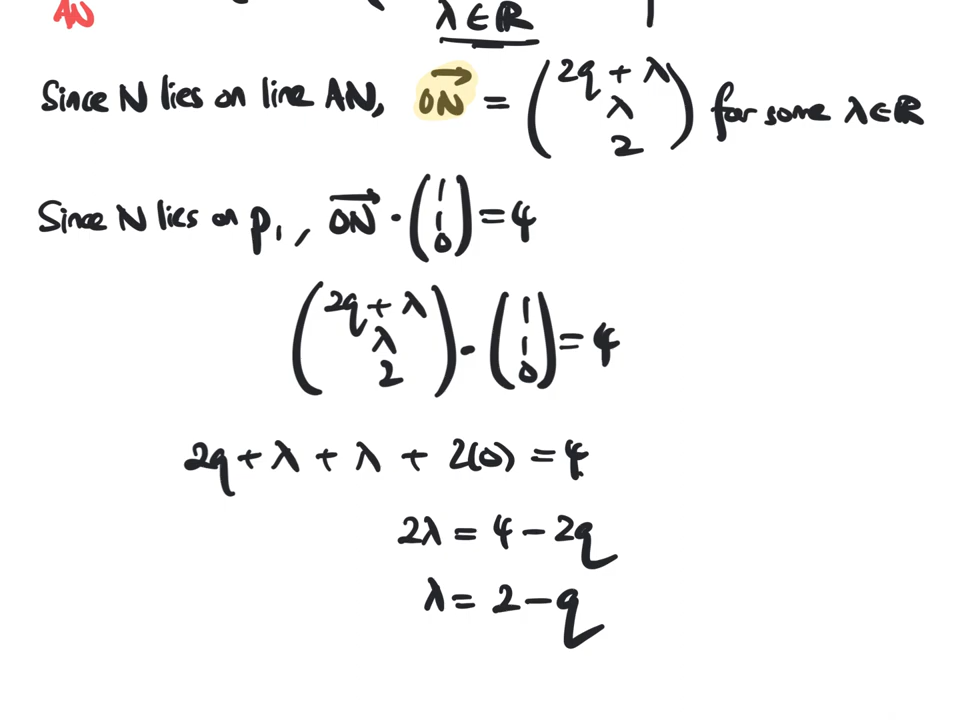 AN
λ ∈ ℝ
Since N lies on line AN, →ON = (2q + λ, λ, 2) for some λ ∈ ℝ
Since N lies on p₁, →ON · (1, 1, 0) = 4
(2q + λ, λ, 2) · (1, 1, 0) = 4
2q + λ + λ + 2(0) = 4
2λ = 4 − 2q
λ = 2 − q